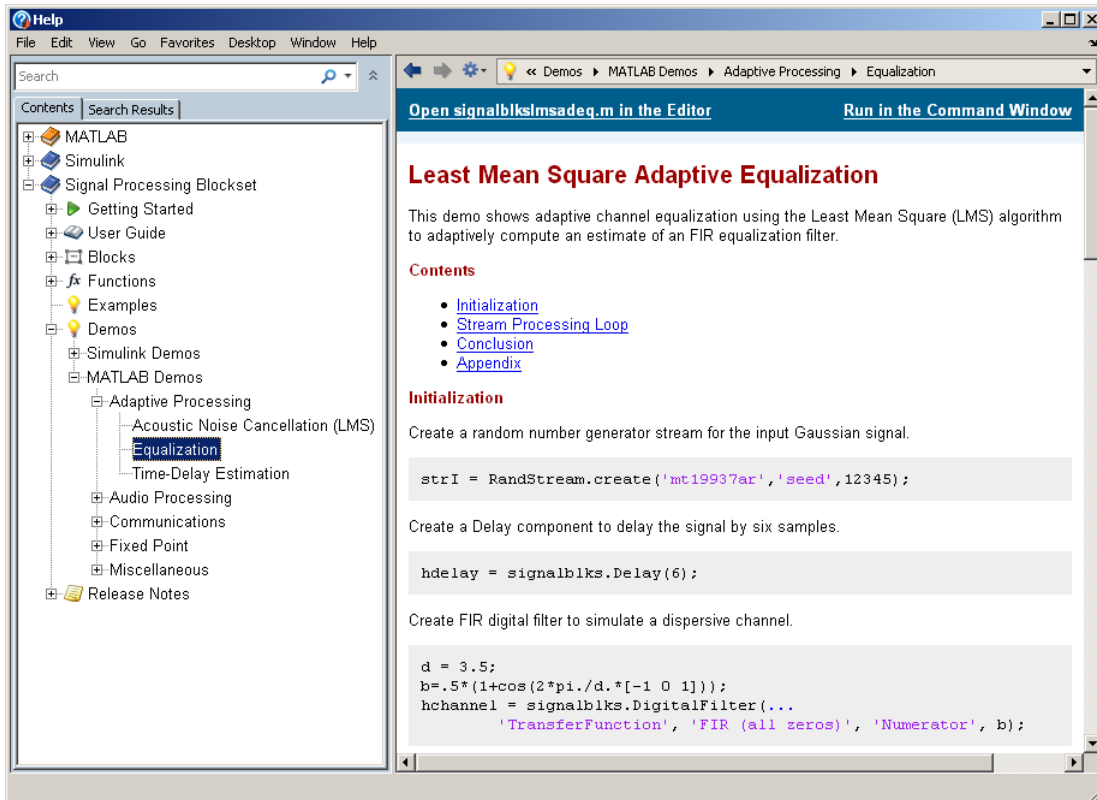 Help
File Edit View Go Favorites Desktop Window Help
Search
Contents Search Results
MATLAB
Simulink
Signal Processing Blockset
Getting Started
User Guide
Blocks
fx Functions
Examples
Demos
Simulink Demos
MATLAB Demos
Adaptive Processing
Acoustic Noise Cancellation (LMS)
Equalization
Time-Delay Estimation
Audio Processing
Communications
Fixed Point
Miscellaneous
Release Notes
« Demos ▸ MATLAB Demos ▸ Adaptive Processing ▸ Equalization
Open signalblkslmsadeq.m in the Editor Run in the Command Window
Least Mean Square Adaptive Equalization
This demo shows adaptive channel equalization using the Least Mean Square (LMS) algorithm
to adaptively compute an estimate of an FIR equalization filter.
Contents
• Initialization
• Stream Processing Loop
• Conclusion
• Appendix
Initialization
Create a random number generator stream for the input Gaussian signal.
strI = RandStream.create('mt19937ar','seed',12345);
Create a Delay component to delay the signal by six samples.
hdelay = signalblks.Delay(6);
Create FIR digital filter to simulate a dispersive channel.
d = 3.5;
b=.5*(1+cos(2*pi./d.*[-1 0 1]));
hchannel = signalblks.DigitalFilter(...
'TransferFunction', 'FIR (all zeros)', 'Numerator', b);